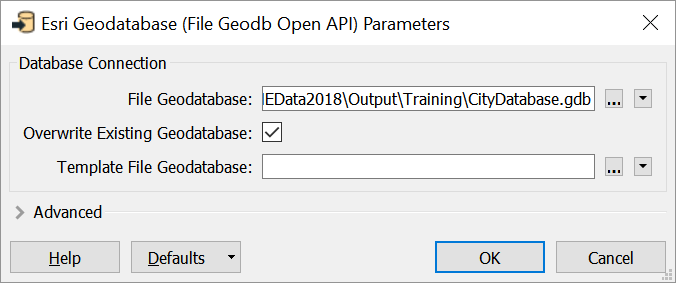 Esri Geodatabase (File Geodb Open API) Parameters
Database Connection
File Geodatabase: IEData2018\Output\Training\CityDatabase.gdb ...
Overwrite Existing Geodatabase:
Template File Geodatabase: ...
Advanced
Help Defaults OK Cancel